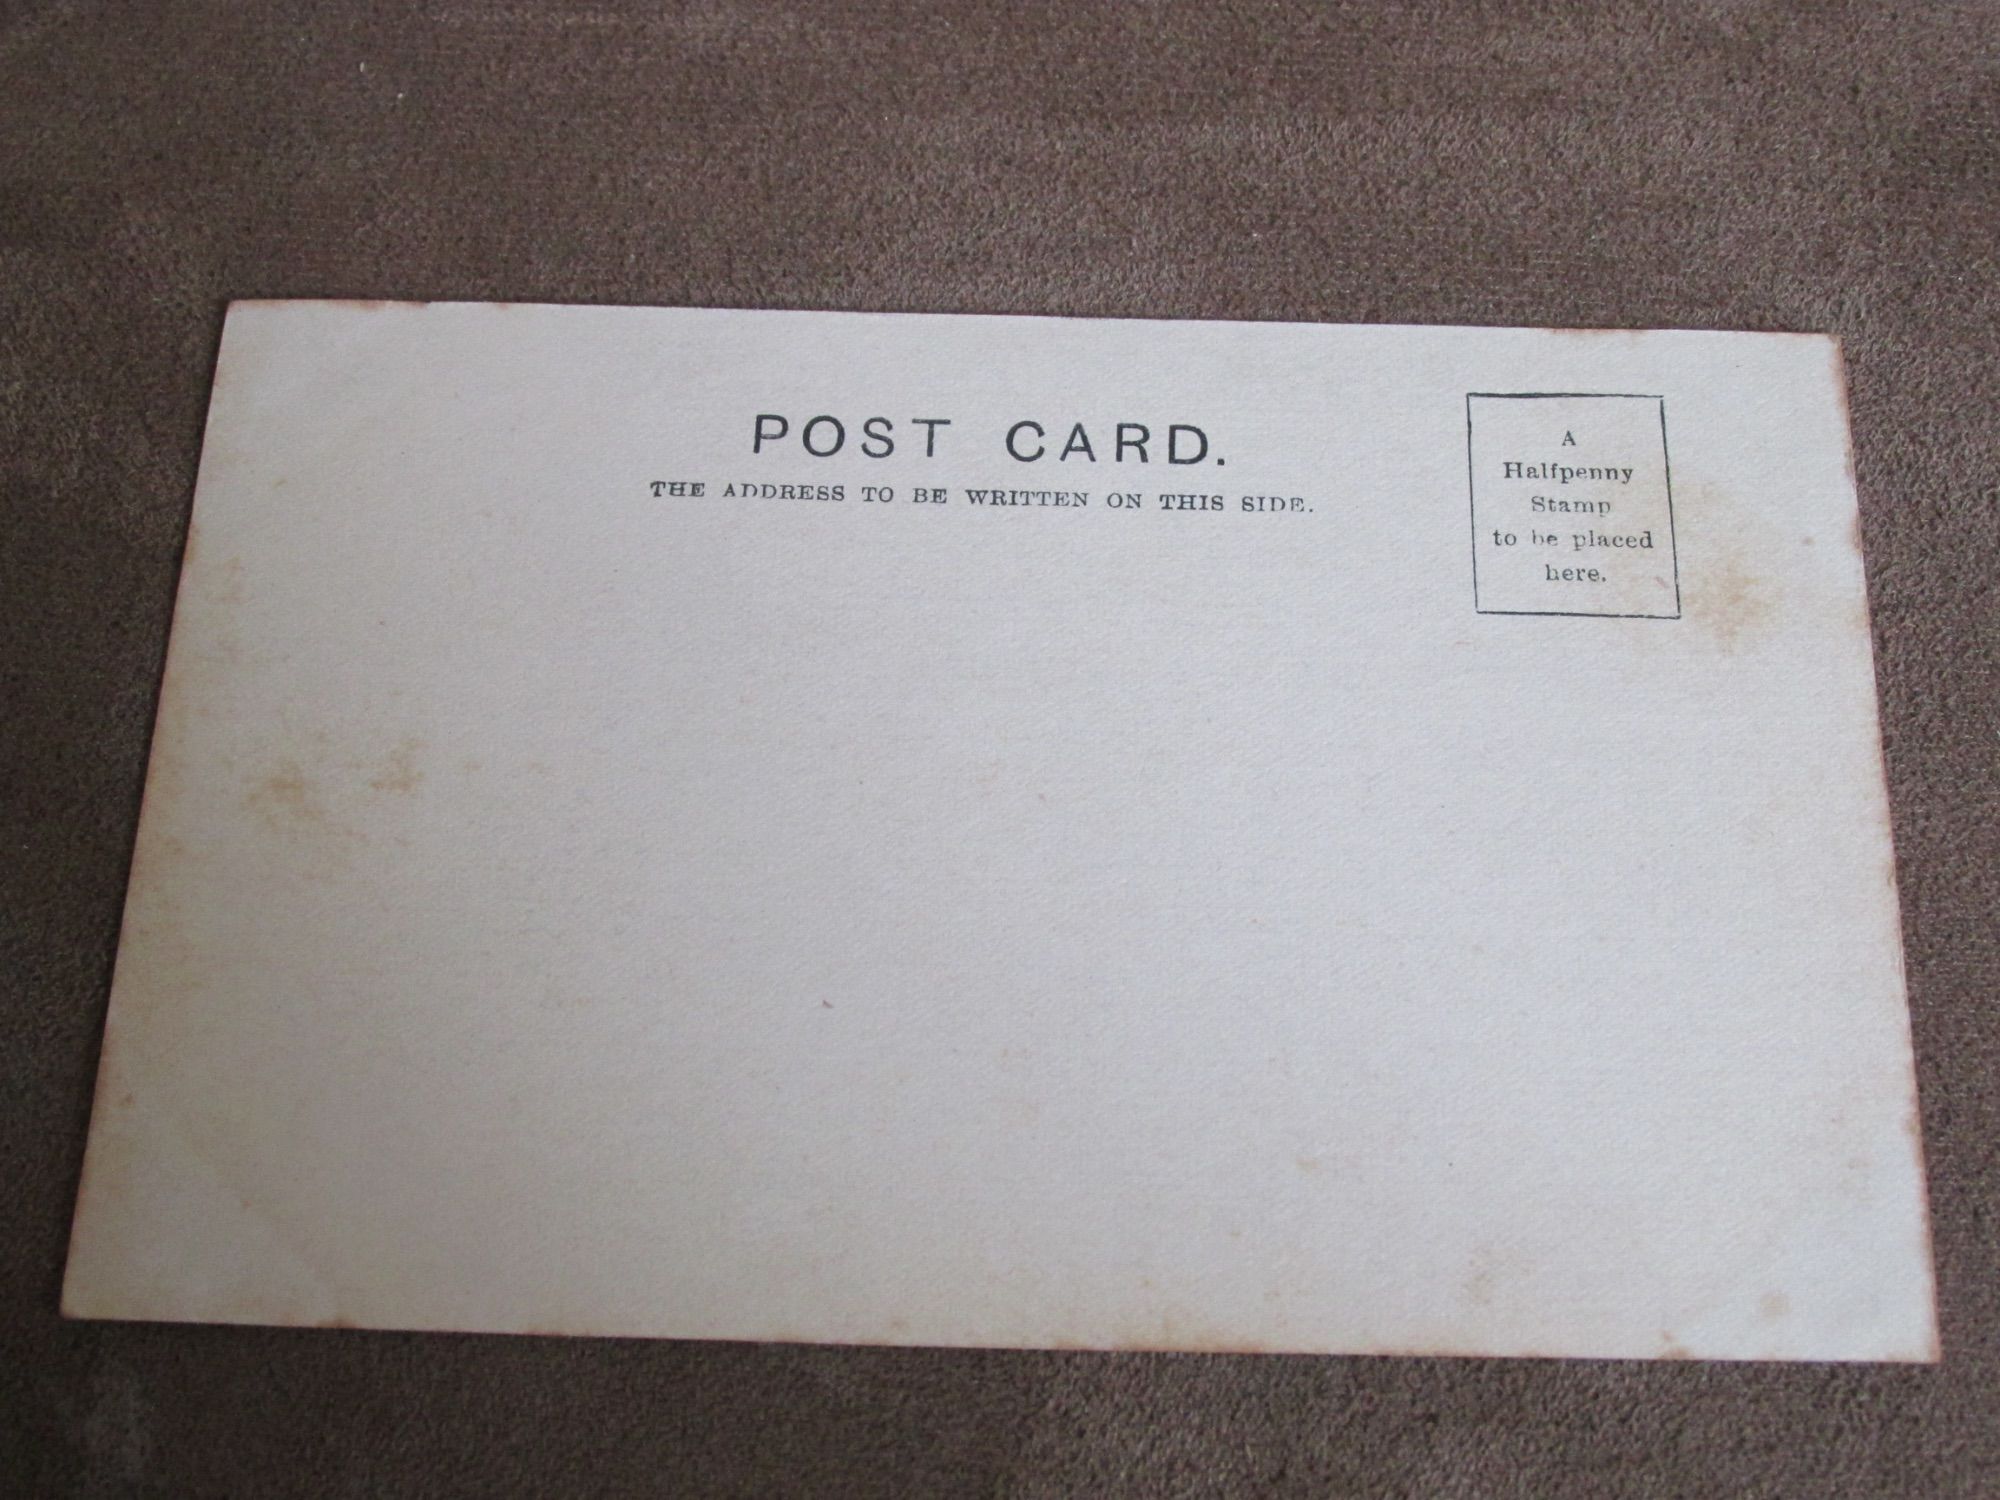 POST CARD.
THE ADDRESS TO BE WRITTEN ON THIS SIDE.
A
Halfpenny
Stamp
to be placed
here.